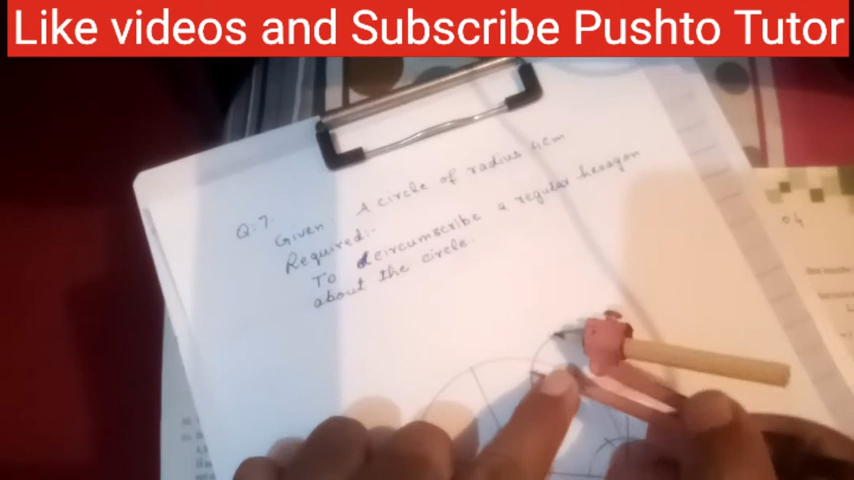 Like videos and Subscribe Pushto Tutor
Q:7.
Given: A circle of radius 4cm
Required:-
To circumscribe a regular hexagon
about the circle.